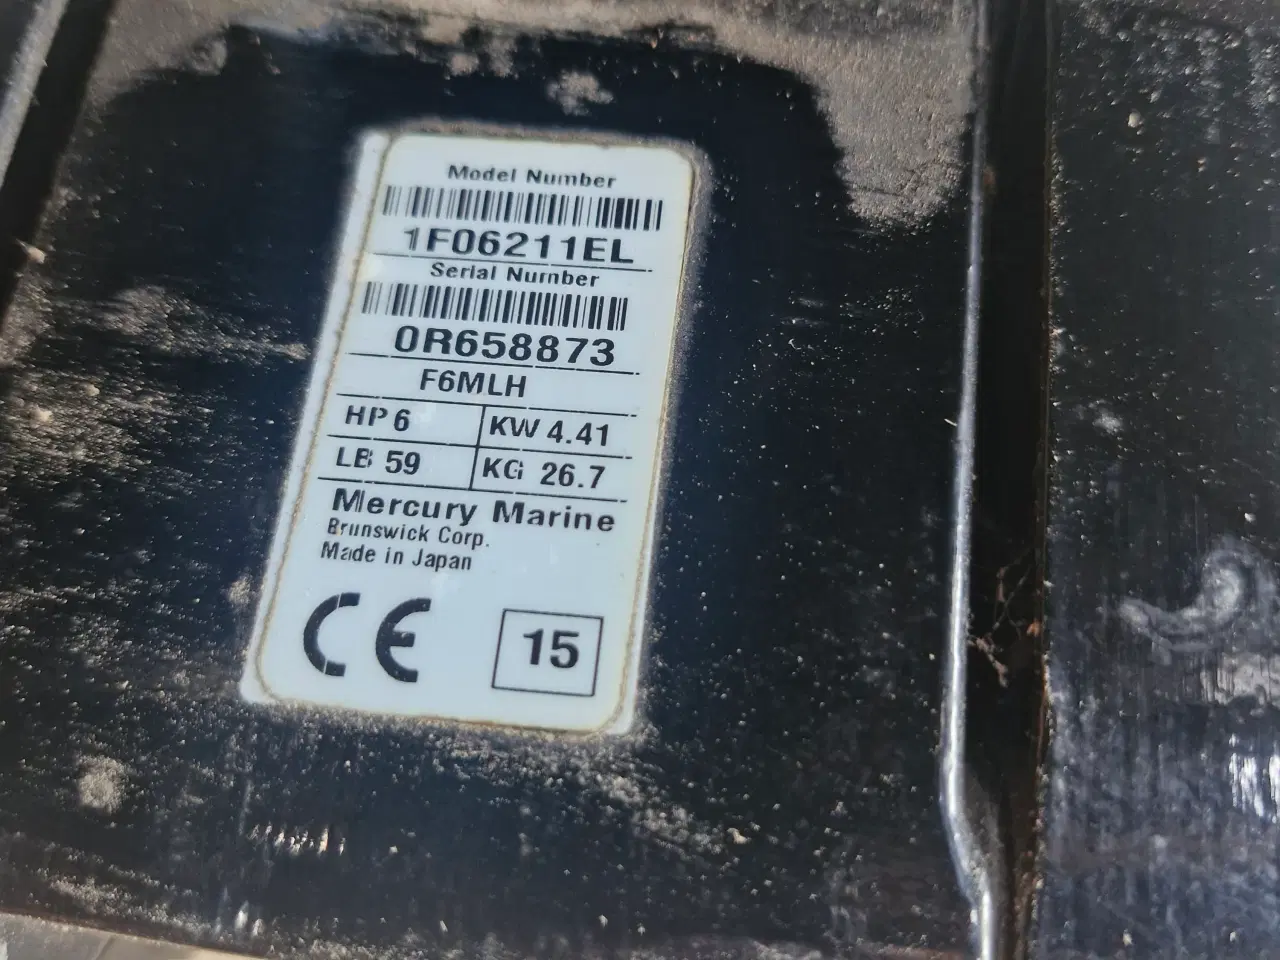 Model Number
1F06211EL
Serial Number
0R658873
F6MLH
HP 6 KW 4.41
LB 59 KG 26.7
Mercury Marine
Brunswick Corp.
Made in Japan
CE 15